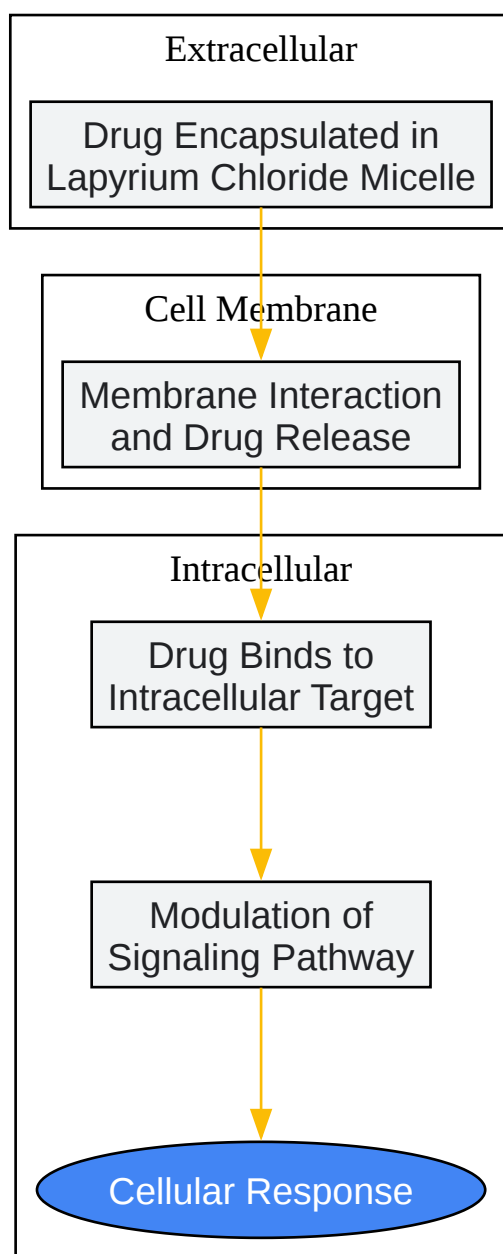 Extracellular
Drug Encapsulated in
Lapyrium Chloride Micelle
Cell Membrane
Membrane Interaction
and Drug Release
Intracellular
Drug Binds to
Intracellular Target
Modulation of
Signaling Pathway
Cellular Response